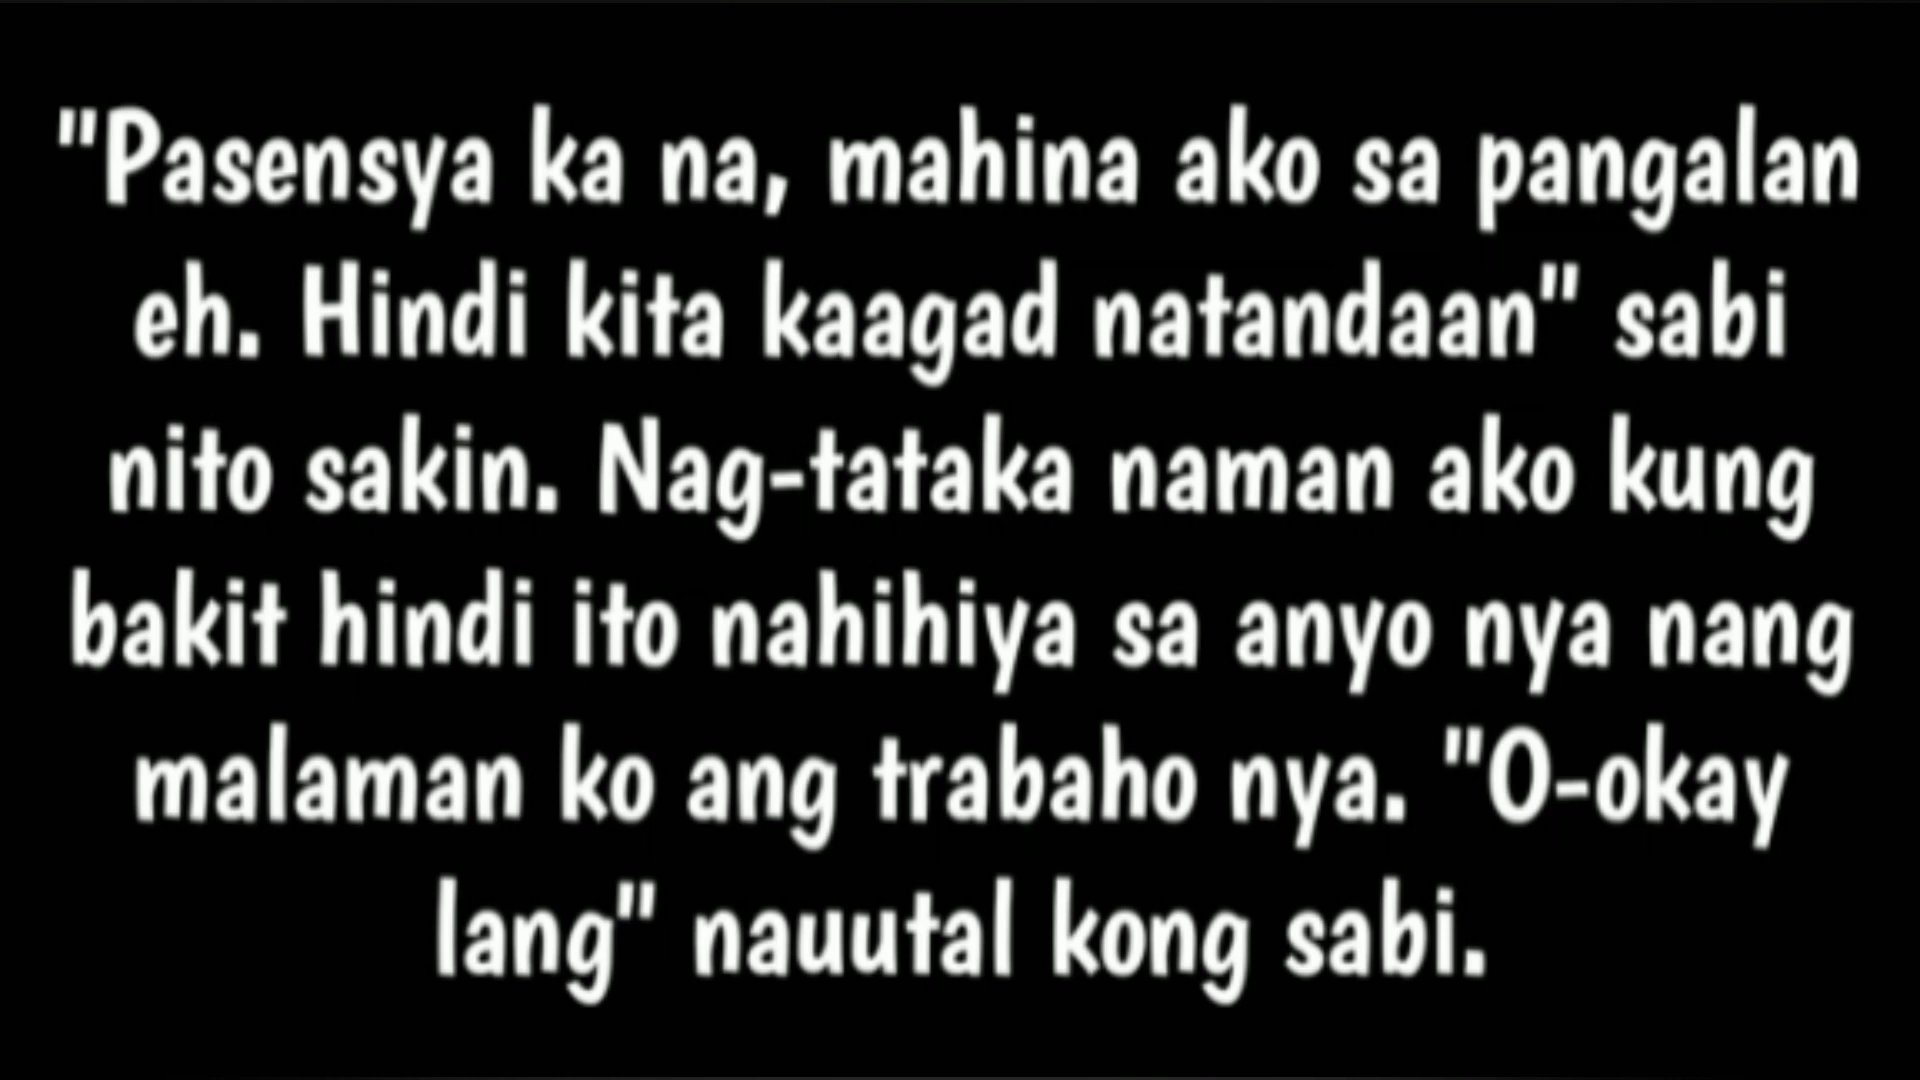 "Pasensya ka na, mahina ako sa pangalan
eh. Hindi kita kaagad natandaan" sabi
nito sakin. Nag-tataka naman ako kung
bakit hindi ito nahihiya sa anyo nya nang
malaman ko ang trabaho nya. "O-okay
lang" nauutal kong sabi.